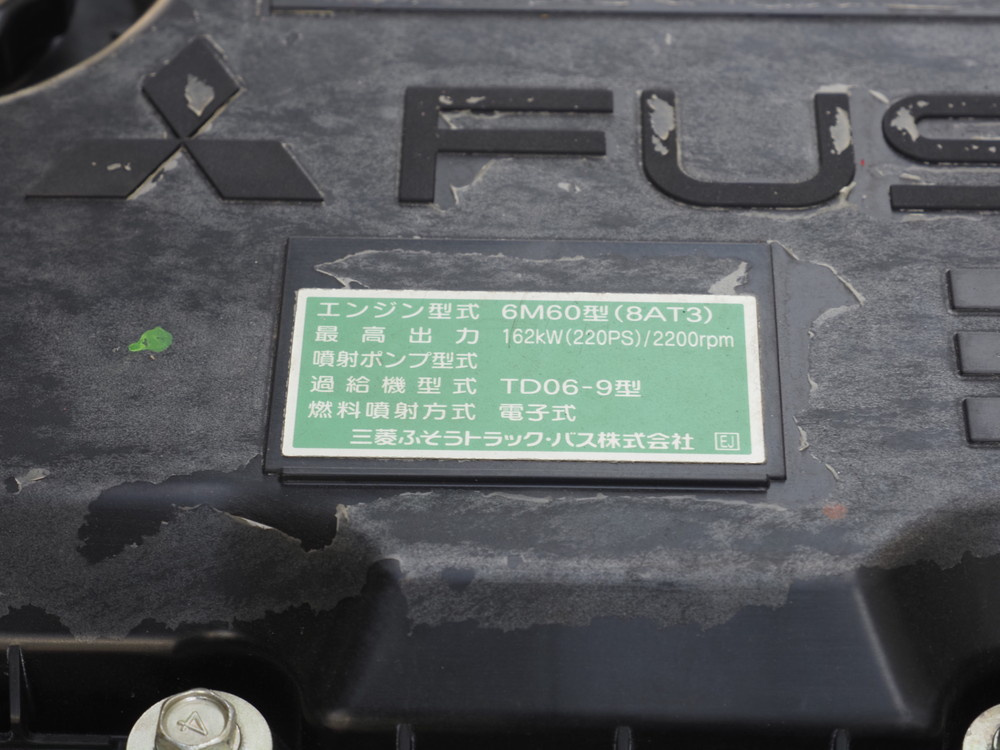 FUS
エンジン型式 6M60型(8AT3)
最高出力 162kW(220PS)/2200rpm
噴射ポンプ型式
過給機型式 TD06-9型
燃料噴射方式 電子式
三菱ふそうトラック・バス株式会社 EJ
4